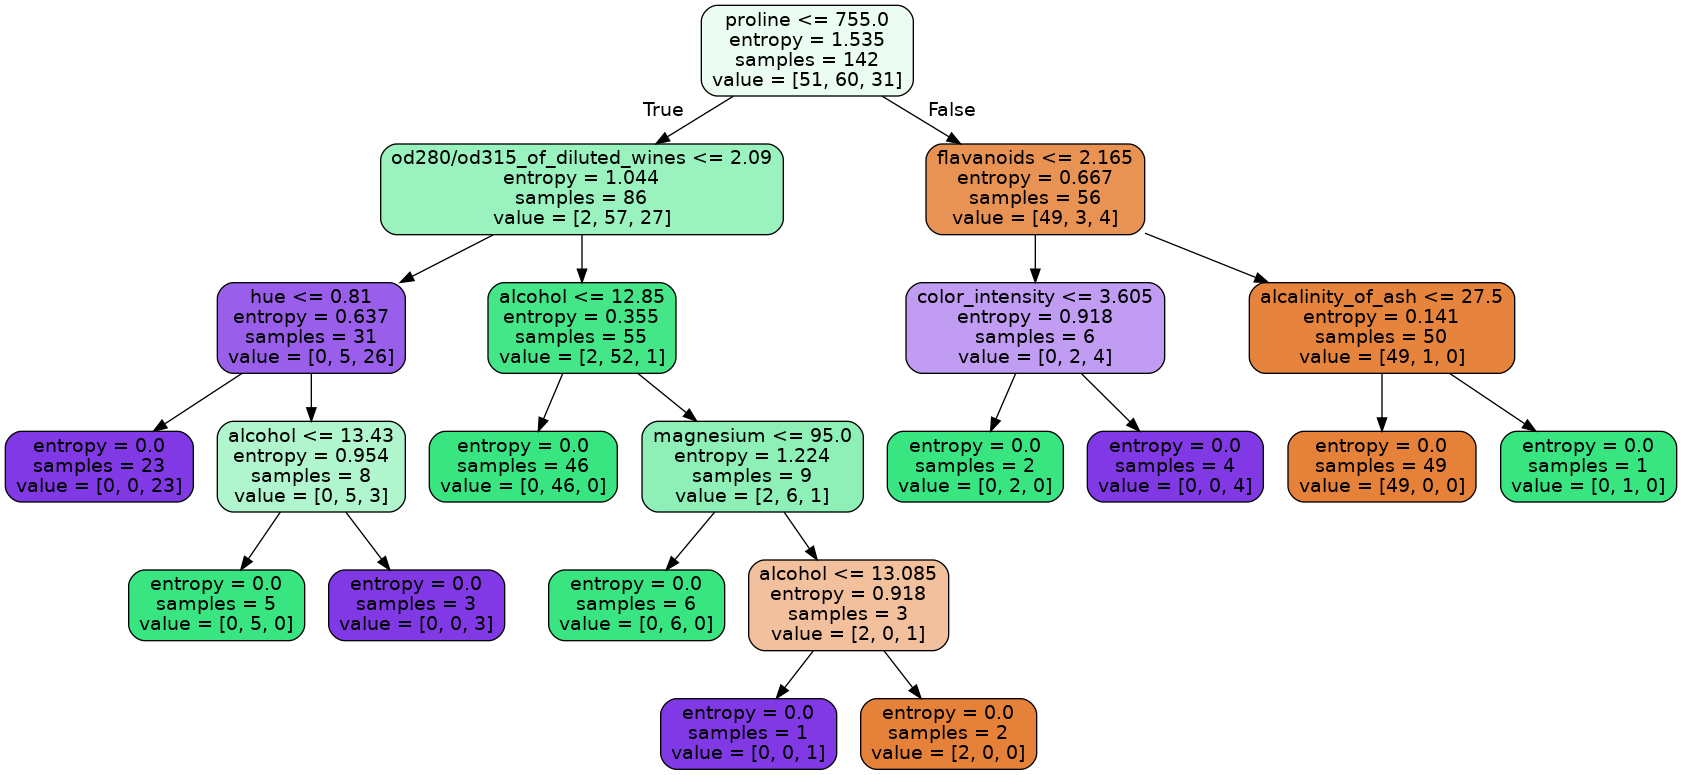 proline <= 755.0
entropy = 1.535
samples = 142
value = [51, 60, 31]
True
False
od280/od315_of_diluted_wines <= 2.09
entropy = 1.044
samples = 86
value = [2, 57, 27]
flavanoids <= 2.165
entropy = 0.667
samples = 56
value = [49, 3, 4]
hue <= 0.81
entropy = 0.637
samples = 31
value = [0, 5, 26]
alcohol <= 12.85
entropy = 0.355
samples = 55
value = [2, 52, 1]
color_intensity <= 3.605
entropy = 0.918
samples = 6
value = [0, 2, 4]
alcalinity_of_ash <= 27.5
entropy = 0.141
samples = 50
value = [49, 1, 0]
entropy = 0.0
samples = 23
value = [0, 0, 23]
alcohol <= 13.43
entropy = 0.954
samples = 8
value = [0, 5, 3]
entropy = 0.0
samples = 46
value = [0, 46, 0]
magnesium <= 95.0
entropy = 1.224
samples = 9
value = [2, 6, 1]
entropy = 0.0
samples = 2
value = [0, 2, 0]
entropy = 0.0
samples = 4
value = [0, 0, 4]
entropy = 0.0
samples = 49
value = [49, 0, 0]
entropy = 0.0
samples = 1
value = [0, 1, 0]
entropy = 0.0
samples = 5
value = [0, 5, 0]
entropy = 0.0
samples = 3
value = [0, 0, 3]
entropy = 0.0
samples = 6
value = [0, 6, 0]
alcohol <= 13.085
entropy = 0.918
samples = 3
value = [2, 0, 1]
entropy = 0.0
samples = 1
value = [0, 0, 1]
entropy = 0.0
samples = 2
value = [2, 0, 0]